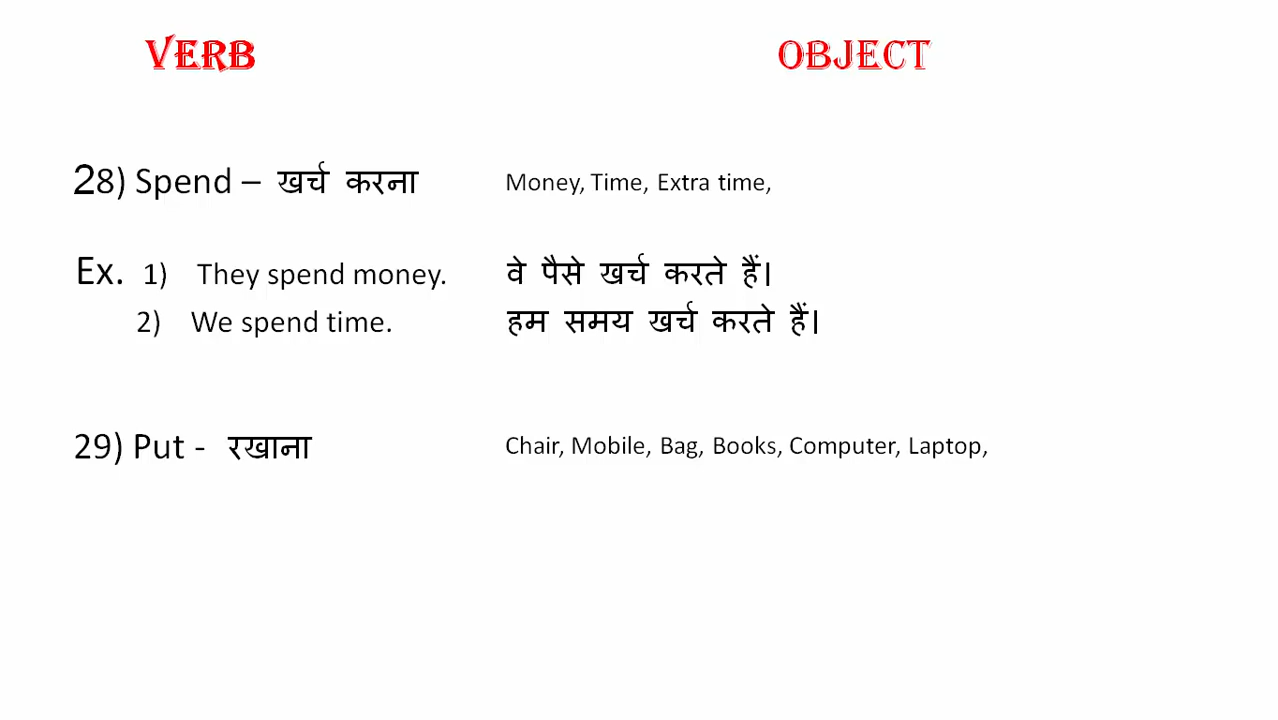 VERB OBJECT
28) Spend – खर्च करना Money, Time, Extra time,
Ex. 1) They spend money. वे पैसे खर्च करते हैं।
2) We spend time. हम समय खर्च करते हैं।
29) Put - रखाना Chair, Mobile, Bag, Books, Computer, Laptop,